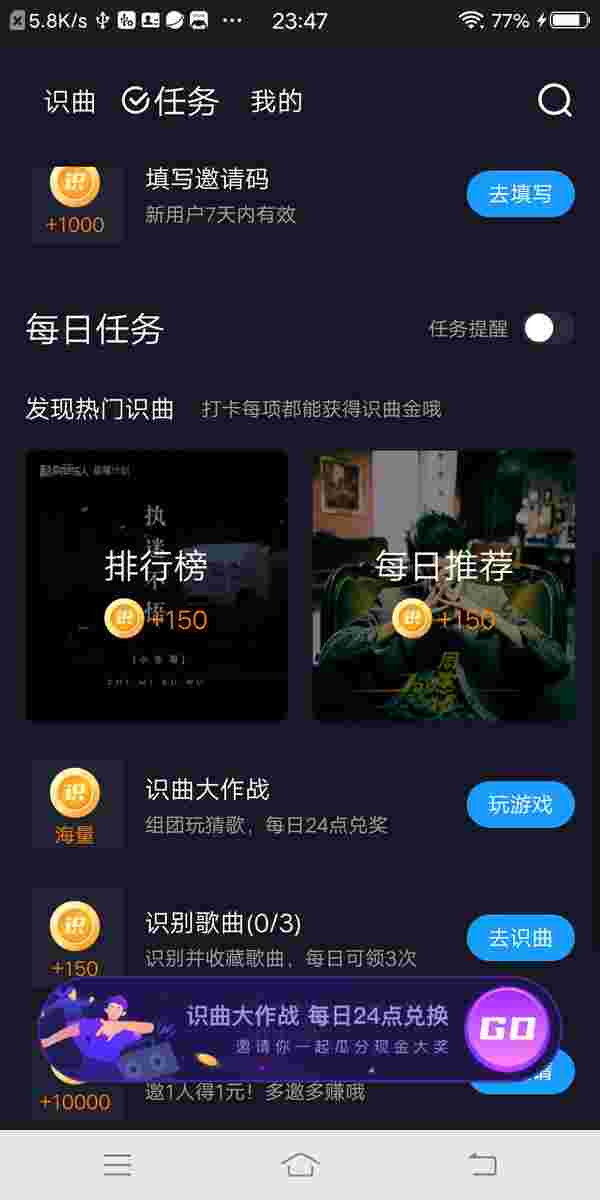 5.8K/s ... 23:47 77%
识曲 任务 我的
填写邀请码
+1000
新用户7天内有效
去填写
每日任务
任务提醒
发现热门识曲 打卡每项都能获得识曲金哦
排行榜
+150
ZHI MI BU WU
每日推荐
+150
识曲大作战
海量
组团玩猜歌，每日24点兑奖
玩游戏
识别歌曲(0/3)
+150
识别并收藏歌曲，每日可领3次
去识曲
识曲大作战 每日24点兑换
邀请你一起瓜分现金大奖
GO
+10000
邀1人得1元！多邀多赚哦